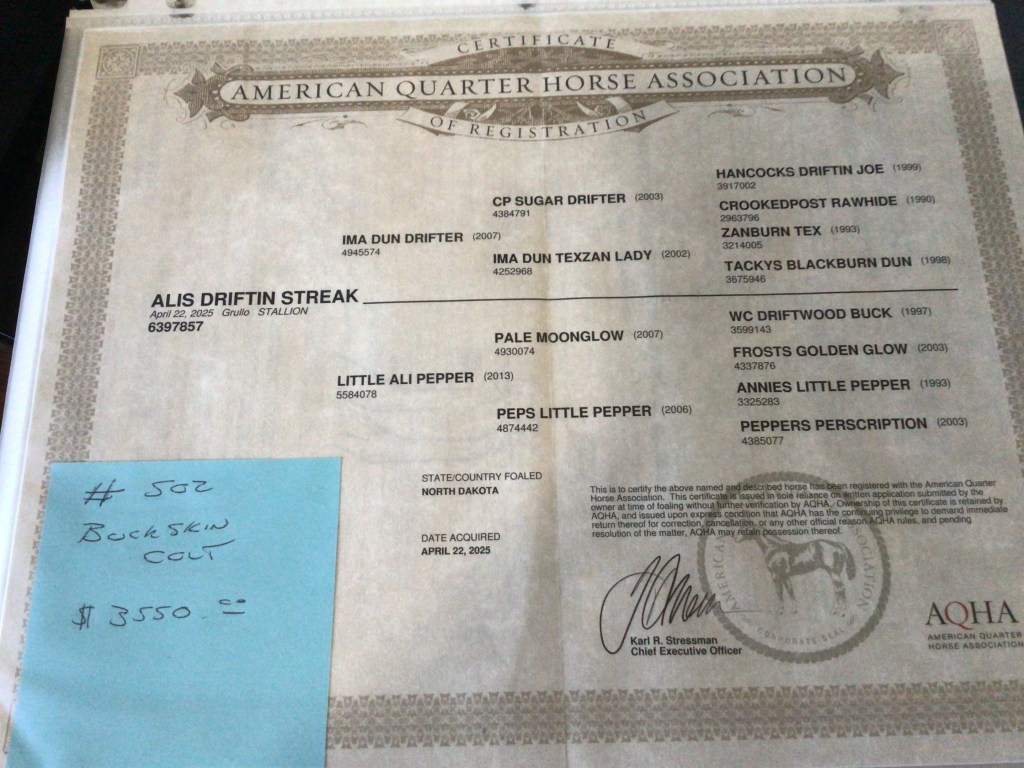 CERTIFICATE
AMERICAN QUARTER HORSE ASSOCIATION
OF REGISTRATION
HANCOCKS DRIFTIN JOE (1999)
3917002
CP SUGAR DRIFTER (2003)
4384791
CROOKEDPOST RAWHIDE (1990)
2963796
IMA DUN DRIFTER (2007)
4945574
ZANBURN TEX (1993)
3214005
IMA DUN TEXZAN LADY (2002)
4252968
TACKYS BLACKBURN DUN (1998)
3675946
ALIS DRIFTIN STREAK
April 22, 2025 Grullo STALLION
6397857
WC DRIFTWOOD BUCK (1997)
3599143
PALE MOONGLOW (2007)
4930074
FROSTS GOLDEN GLOW (2003)
4337876
LITTLE ALI PEPPER (2013)
5584078
ANNIES LITTLE PEPPER (1993)
3325283
PEPS LITTLE PEPPER (2006)
4874442
PEPPERS PERSCRIPTION (2003)
4385077
STATE/COUNTRY FOALED
NORTH DAKOTA
DATE ACQUIRED
APRIL 22, 2025
This is to certify the above named and described horse has been registered with the American Quarter
Horse Association. This certificate is issued in sole reliance on written application submitted by the
owner at time of foaling without further verification by AQHA. Ownership of this certificate is retained by
AQHA, and issued upon express condition that AQHA has the continuing privilege to demand immediate
return thereof for correction, cancellation, or any other official reason AQHA rules, and pending
resolution of the matter, AQHA may retain possession thereof.
Karl R. Stressman
Chief Executive Officer
CORPORATE SEAL
AQHA
AMERICAN QUARTER
HORSE ASSOCIATION
# 502
BUCKSKIN
COLT
$ 3550.00